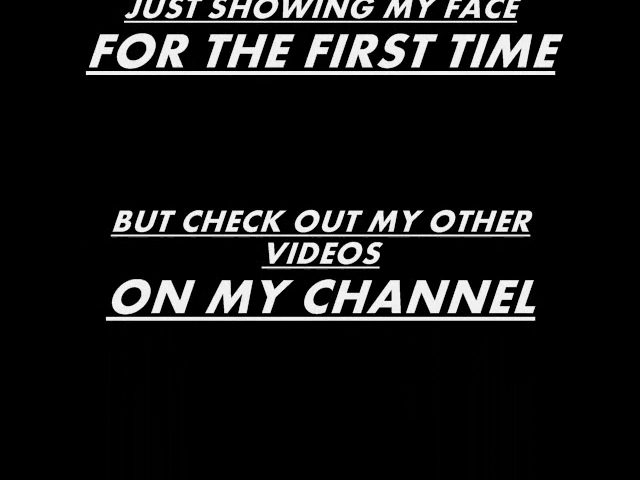 JUST SHOWING MY FACE
FOR THE FIRST TIME
BUT CHECK OUT MY OTHER
VIDEOS
ON MY CHANNEL